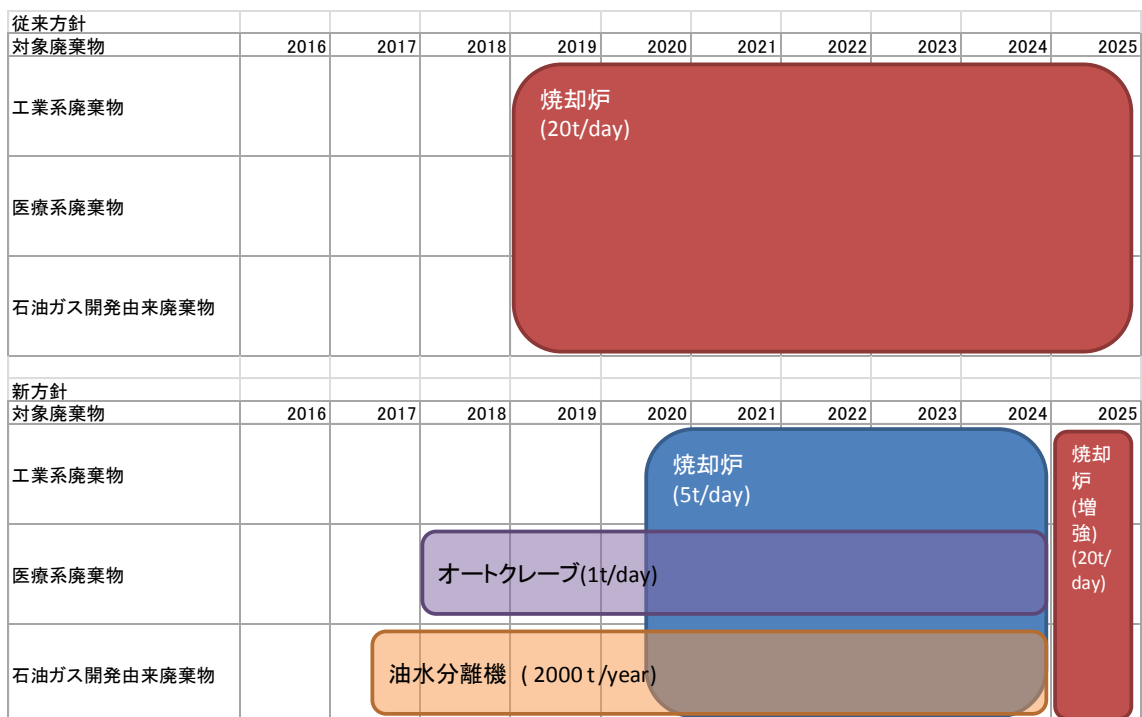 従来方針
対象廃棄物 2016 2017 2018 2019 2020 2021 2022 2023 2024 2025
工業系廃棄物
焼却炉
(20t/day)
医療系廃棄物
石油ガス開発由来廃棄物
新方針
対象廃棄物 2016 2017 2018 2019 2020 2021 2022 2023 2024 2025
工業系廃棄物
焼却炉
(5t/day)
焼却
炉
(増
強)
(20t/
day)
医療系廃棄物
オートクレーブ(1t/day)
石油ガス開発由来廃棄物
油水分離機 ( 2000 t /year)